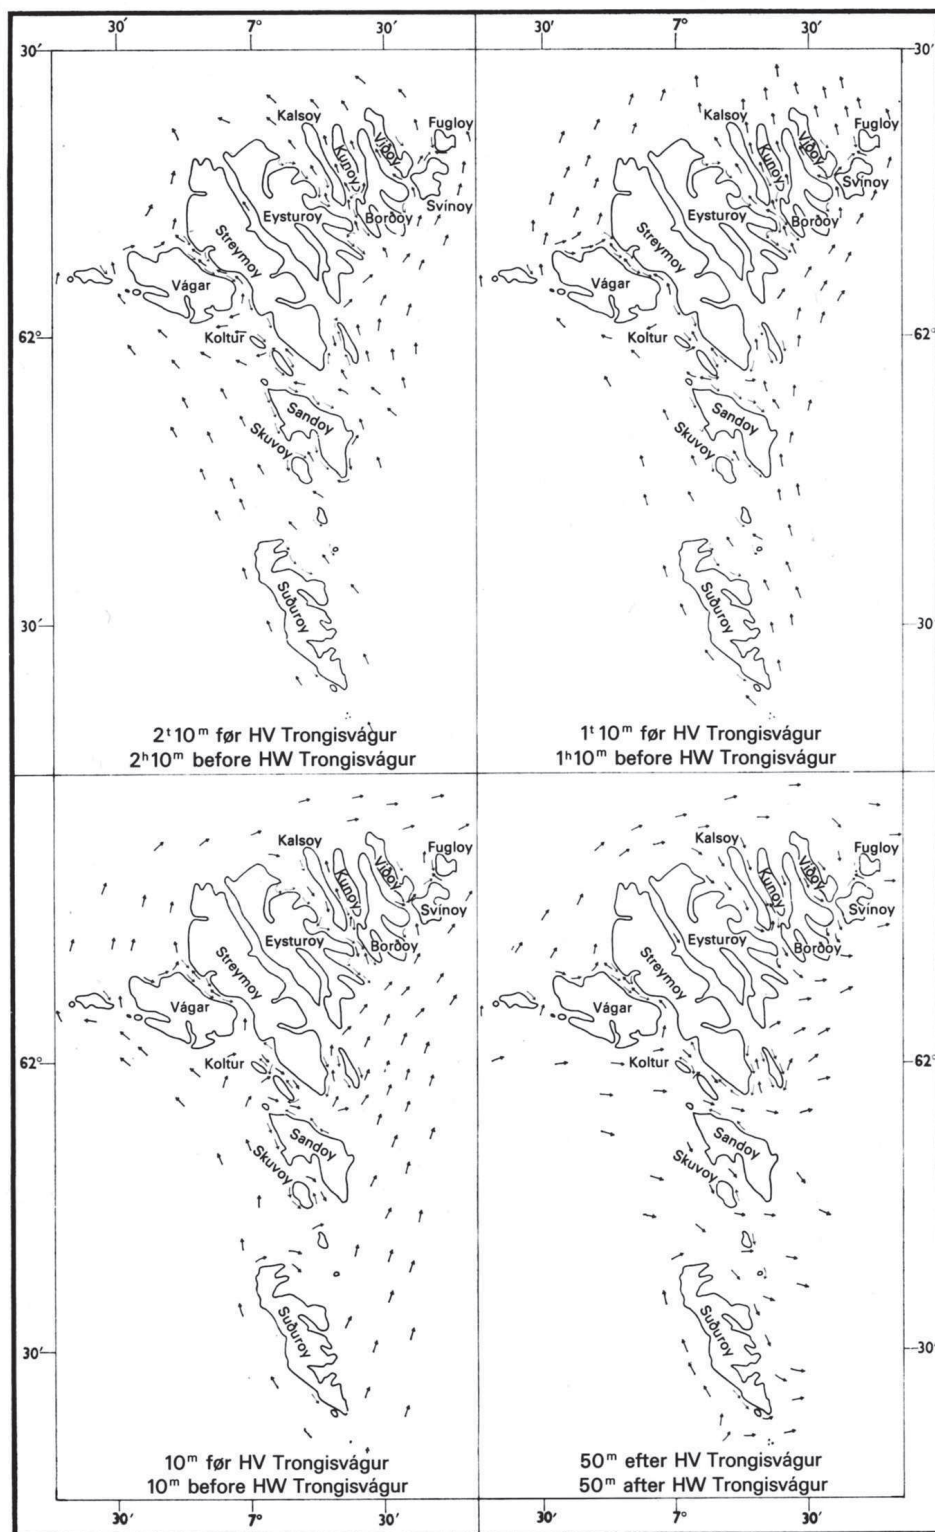 30′ 7° 30′ 30′ 7° 30′
30′ 30′
Kalsoy
Kunoy
Viðoy
Fugloy
Svínoy
Borðoy
Eysturoy
Streymoy
Vágar
Koltur
62° 62°
Sandoy
Skuvoy
Suðuroy
30′ 30′
2ᵗ10ᵐ før HV Trongisvágur
2ʰ10ᵐ before HW Trongisvágur
Kalsoy
Kunoy
Viðoy
Fugloy
Svínoy
Borðoy
Eysturoy
Streymoy
Vágar
Koltur
Sandoy
Skuvoy
Suðuroy
1ᵗ10ᵐ før HV Trongisvágur
1ʰ10ᵐ before HW Trongisvágur
Kalsoy
Kunoy
Viðoy
Fugloy
Svínoy
Borðoy
Eysturoy
Streymoy
Vágar
Koltur
62° 62°
Sandoy
Skuvoy
Suðuroy
30′ 30′
10ᵐ før HV Trongisvágur
10ᵐ before HW Trongisvágur
Kalsoy
Kunoy
Viðoy
Fugloy
Svínoy
Borðoy
Eysturoy
Streymoy
Vágar
Koltur
Sandoy
Skuvoy
Suðuroy
50ᵐ efter HV Trongisvágur
50ᵐ after HW Trongisvágur
30′ 7° 30′ 30′ 7° 30′